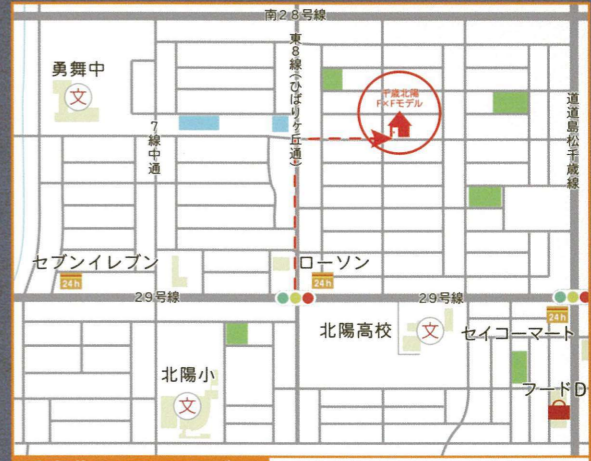 南28号線
勇舞中
文
7線中通
東8線(ひばりヶ丘通)
千歳北陽
F×Fモデル
道道島松千歳線
セブンイレブン
24h
ローソン
24h
29号線
29号線
北陽高校
文
24h
セイコーマート
北陽小
文
フードD